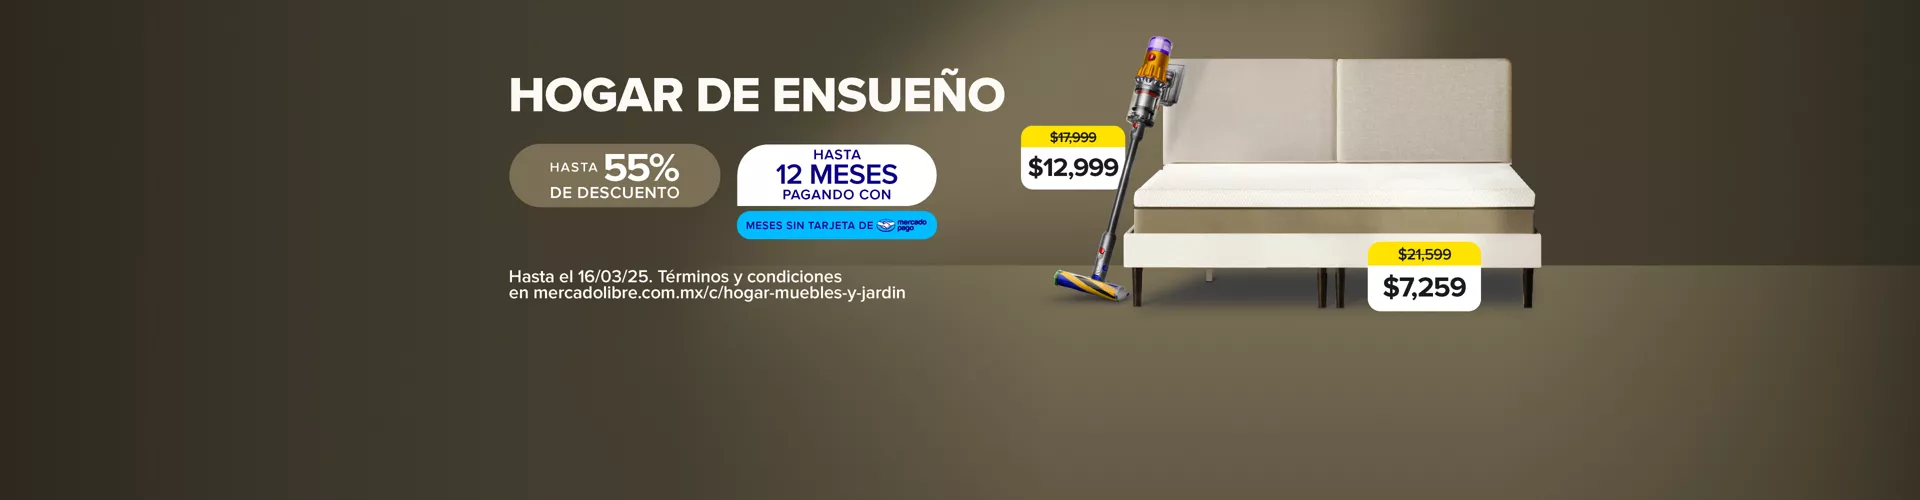 HOGAR DE ENSUEÑO
HASTA 55%
DE DESCUENTO
HASTA
12 MESES
PAGANDO CON
MESES SIN TARJETA DE mercado pago
Hasta el 16/03/25. Términos y condiciones
en mercadolibre.com.mx/c/hogar-muebles-y-jardin
$17,999
$12,999
$21,599
$7,259